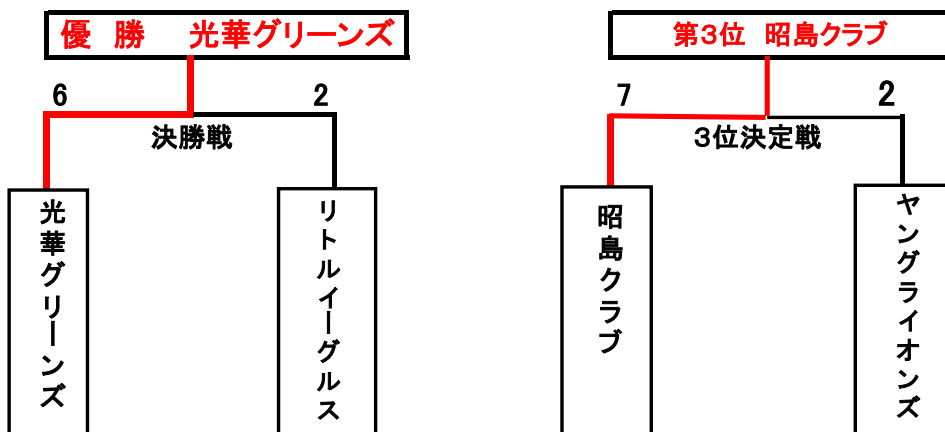 優 勝　光華グリーンズ
6
2
決勝戦
光華グリーンズ
リトルイーグルス
第3位 昭島クラブ
7
2
3位決定戦
昭島クラブ
ヤングライオンズ